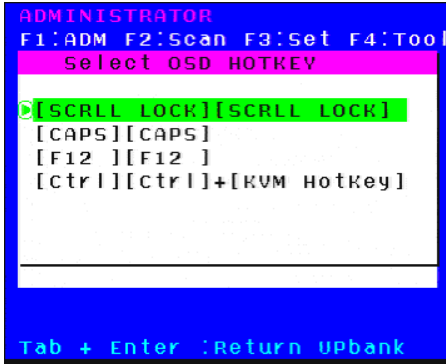 ADMINISTRATOR
F1:ADM F2:Scan F3:Set F4:Tool
Select OSD HOTKEY
[SCRLL LOCK][SCRLL LOCK]
[CAPS][CAPS]
[F12 ][F12 ]
[Ctrl][Ctrl]+[KVM HotKey]
Tab + Enter :Return UPbank